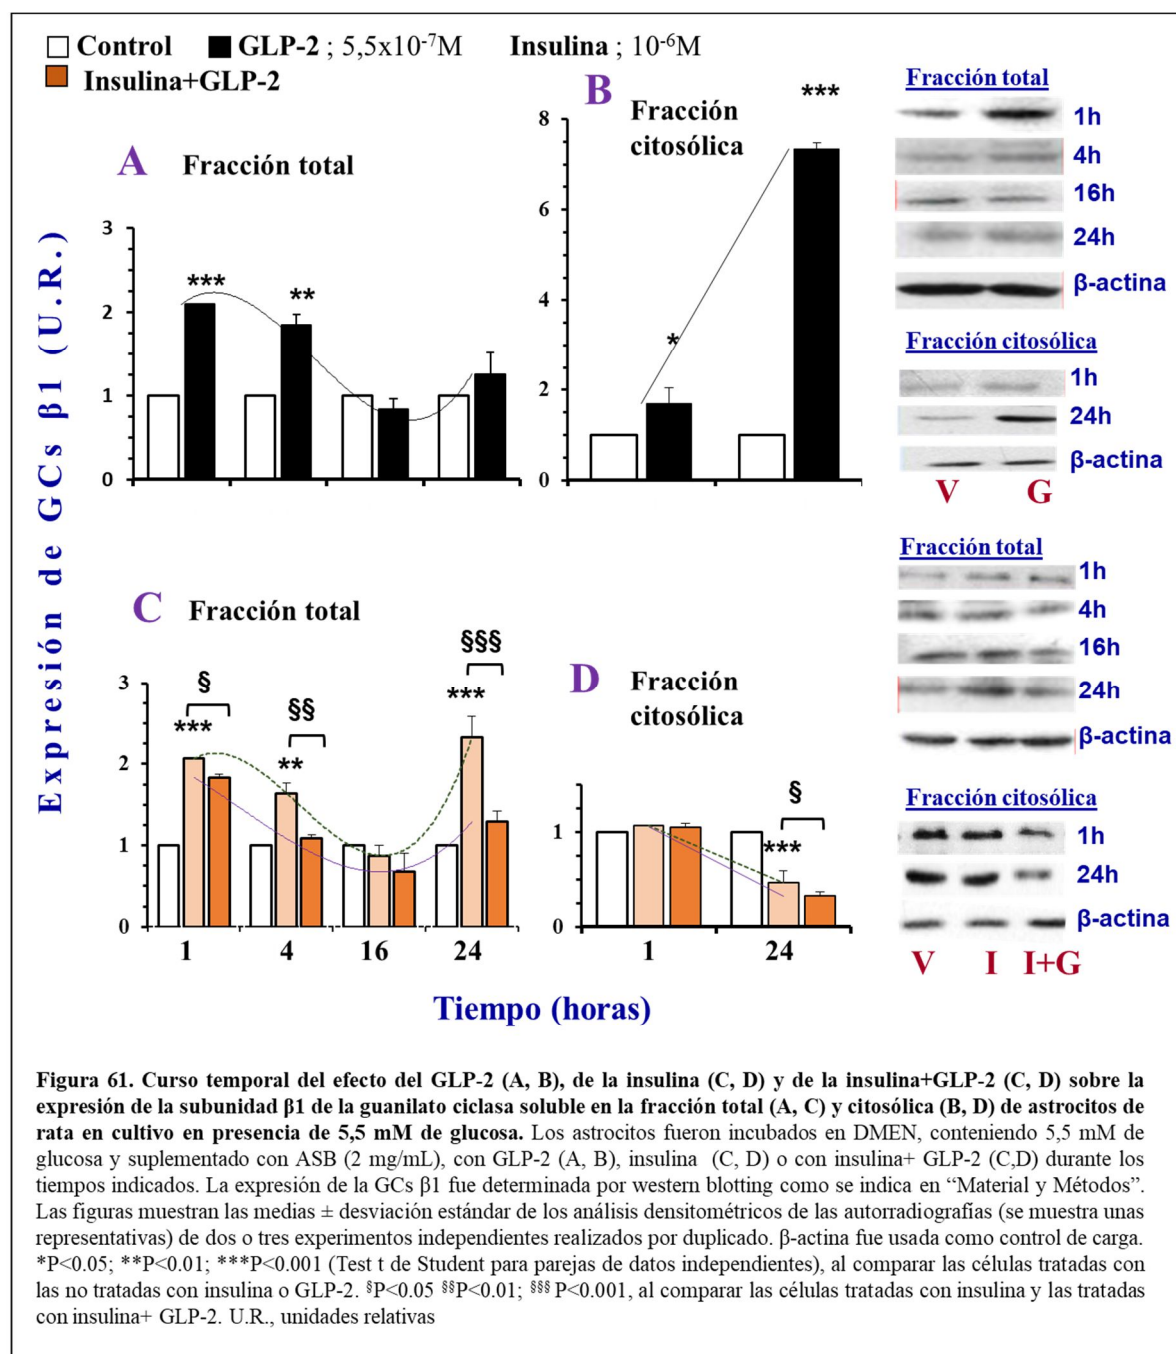 Control GLP-2 ; 5,5x10⁻⁷M Insulina ; 10⁻⁶M
Insulina+GLP-2
Expresión de GCs β1 (U.R.)
A Fracción total
3
2
1
0
***
**
B Fracción
citosólica
8
6
4
2
0
*
***
Fracción total
1h
4h
16h
24h
β-actina
Fracción citosólica
1h
24h
β-actina
V G
C Fracción total
3
2
1
0
§
***
§§
**
§§§
***
1 4 16 24
D Fracción
citosólica
1
0
§
***
1 24
Tiempo (horas)
Fracción total
1h
4h
16h
24h
β-actina
Fracción citosólica
1h
24h
β-actina
V I I+G
Figura 61. Curso temporal del efecto del GLP-2 (A, B), de la insulina (C, D) y de la insulina+GLP-2 (C, D) sobre la
expresión de la subunidad β1 de la guanilato ciclasa soluble en la fracción total (A, C) y citosólica (B, D) de astrocitos de
rata en cultivo en presencia de 5,5 mM de glucosa. Los astrocitos fueron incubados en DMEN, conteniendo 5,5 mM de
glucosa y suplementado con ASB (2 mg/mL), con GLP-2 (A, B), insulina (C, D) o con insulina+ GLP-2 (C,D) durante los
tiempos indicados. La expresión de la GCs β1 fue determinada por western blotting como se indica en “Material y Métodos”.
Las figuras muestran las medias ± desviación estándar de los análisis densitométricos de las autorradiografías (se muestra unas
representativas) de dos o tres experimentos independientes realizados por duplicado. β-actina fue usada como control de carga.
*P<0.05; **P<0.01; ***P<0.001 (Test t de Student para parejas de datos independientes), al comparar las células tratadas con
las no tratadas con insulina o GLP-2. §P<0.05 §§P<0.01; §§§ P<0.001, al comparar las células tratadas con insulina y las tratadas
con insulina+ GLP-2. U.R., unidades relativas